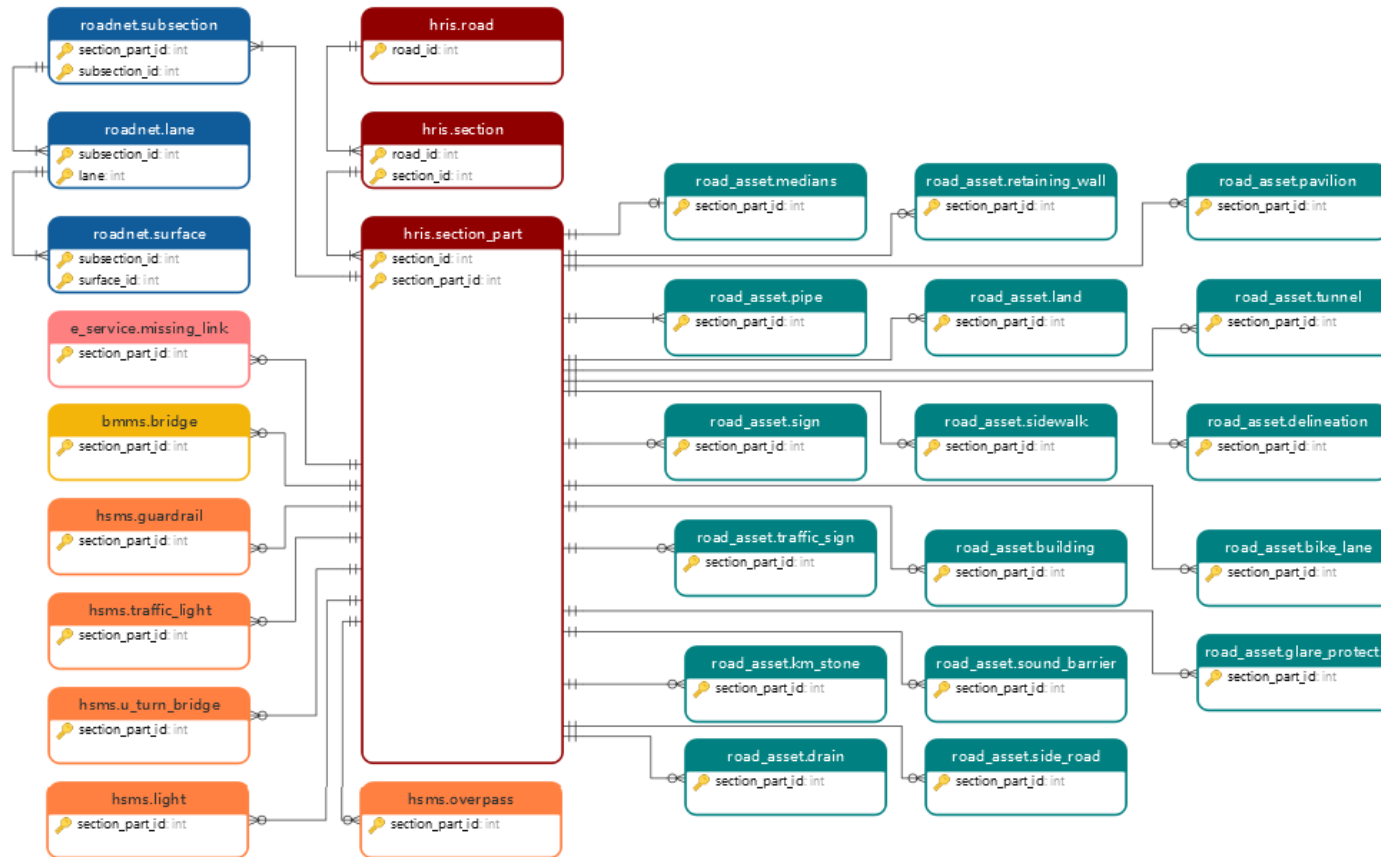 roadnet.subsection
section_part_id: int
subsection_id: int
hris.road
road_id: int
roadnet.lane
subsection_id: int
lane: int
hris.section
road_id: int
section_id: int
roadnet.surface
subsection_id: int
surface_id: int
hris.section_part
section_id: int
section_part_id: int
e_service.missing_link
section_part_id: int
bmms.bridge
section_part_id: int
hsms.guardrail
section_part_id: int
hsms.traffic_light
section_part_id: int
hsms.u_turn_bridge
section_part_id: int
hsms.light
section_part_id: int
hsms.overpass
section_part_id: int
road_asset.medians
section_part_id: int
road_asset.retaining_wall
section_part_id: int
road_asset.pavilion
section_part_id: int
road_asset.pipe
section_part_id: int
road_asset.land
section_part_id: int
road_asset.tunnel
section_part_id: int
road_asset.sign
section_part_id: int
road_asset.sidewalk
section_part_id: int
road_asset.delineation
section_part_id: int
road_asset.traffic_sign
section_part_id: int
road_asset.building
section_part_id: int
road_asset.bike_lane
section_part_id: int
road_asset.km_stone
section_part_id: int
road_asset.sound_barrier
section_part_id: int
road_asset.glare_protect
section_part_id: int
road_asset.drain
section_part_id: int
road_asset.side_road
section_part_id: int